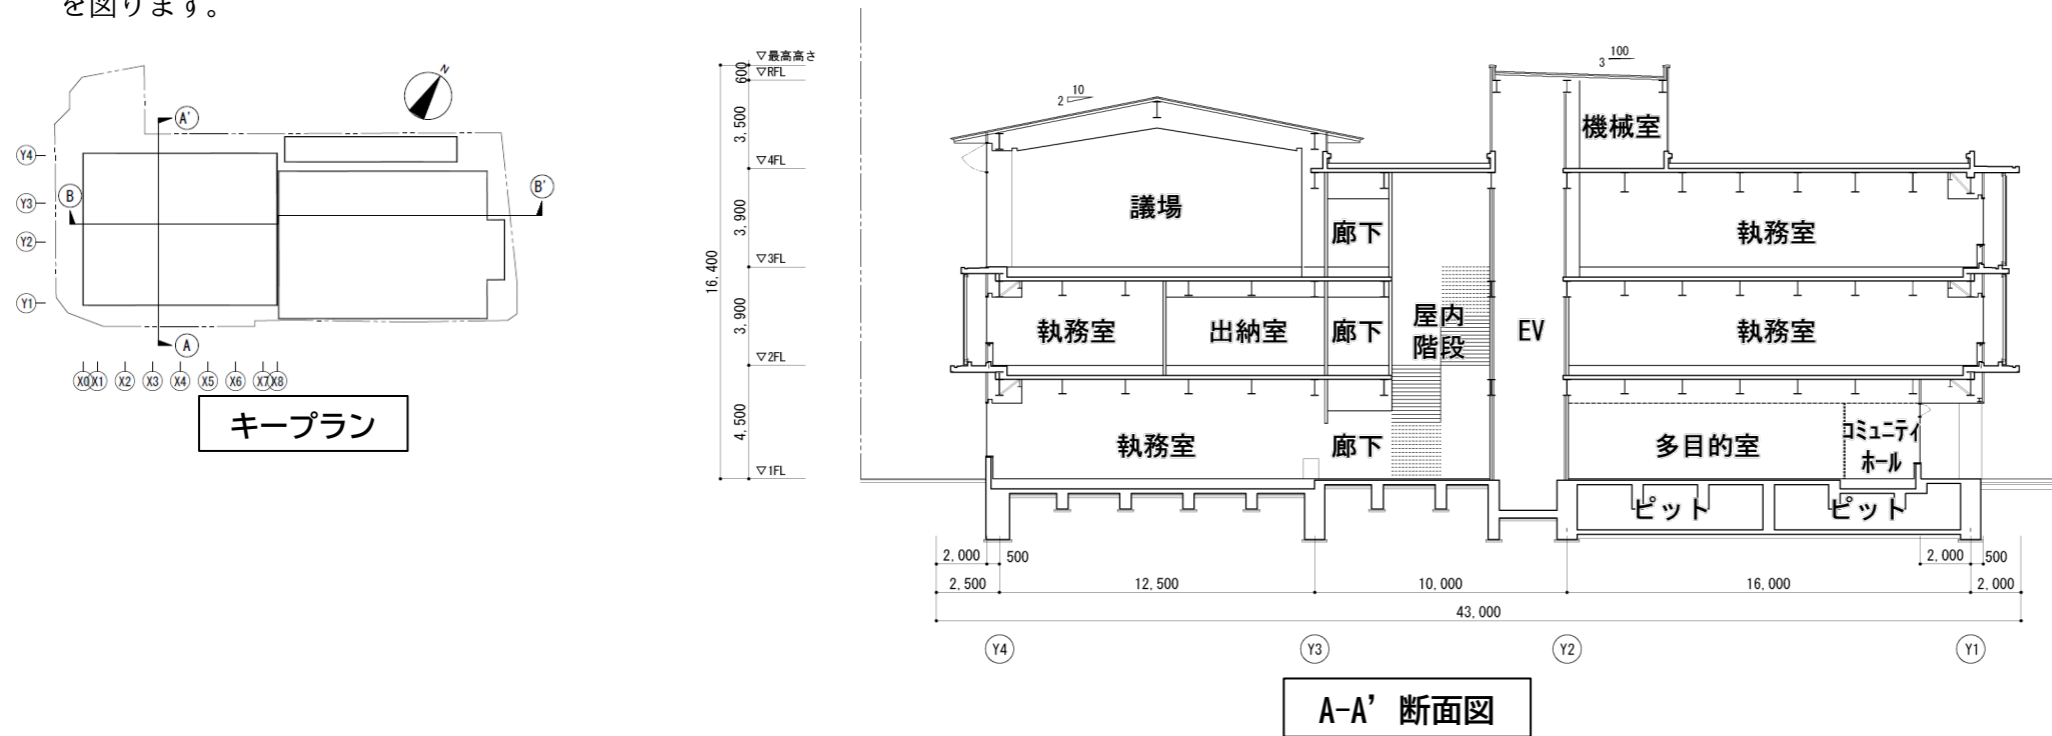 を図ります。
N
A'
Y4
B
B'
Y3
Y2
Y1
A
X0 X1 X2 X3 X4 X5 X6 X7 X8
キープラン
▽最高高さ
600
▽RFL
3,500
▽4FL
3,900
▽3FL
16,400
3,900
▽2FL
4,500
▽1FL
10
2
100
3
機械室
議場
廊下
執務室
執務室
出納室
廊下
屋内
階段
EV
執務室
執務室
廊下
多目的室
コミュニティ
ホール
ピット
ピット
2,000 500 2,000 500
2,500 12,500 10,000 16,000 2,000
43,000
Y4 Y3 Y2 Y1
A-A’ 断面図